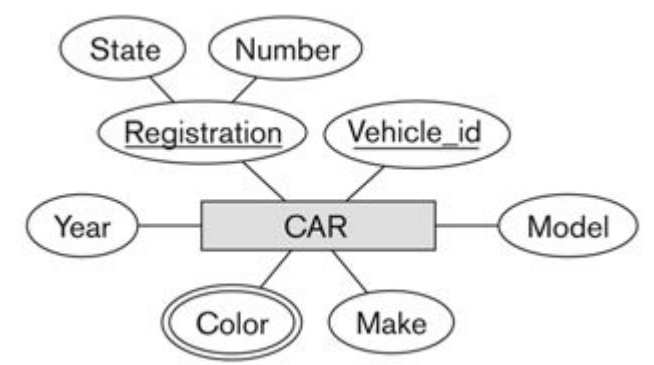 State Number
Registration Vehicle_id
Year CAR Model
Color Make